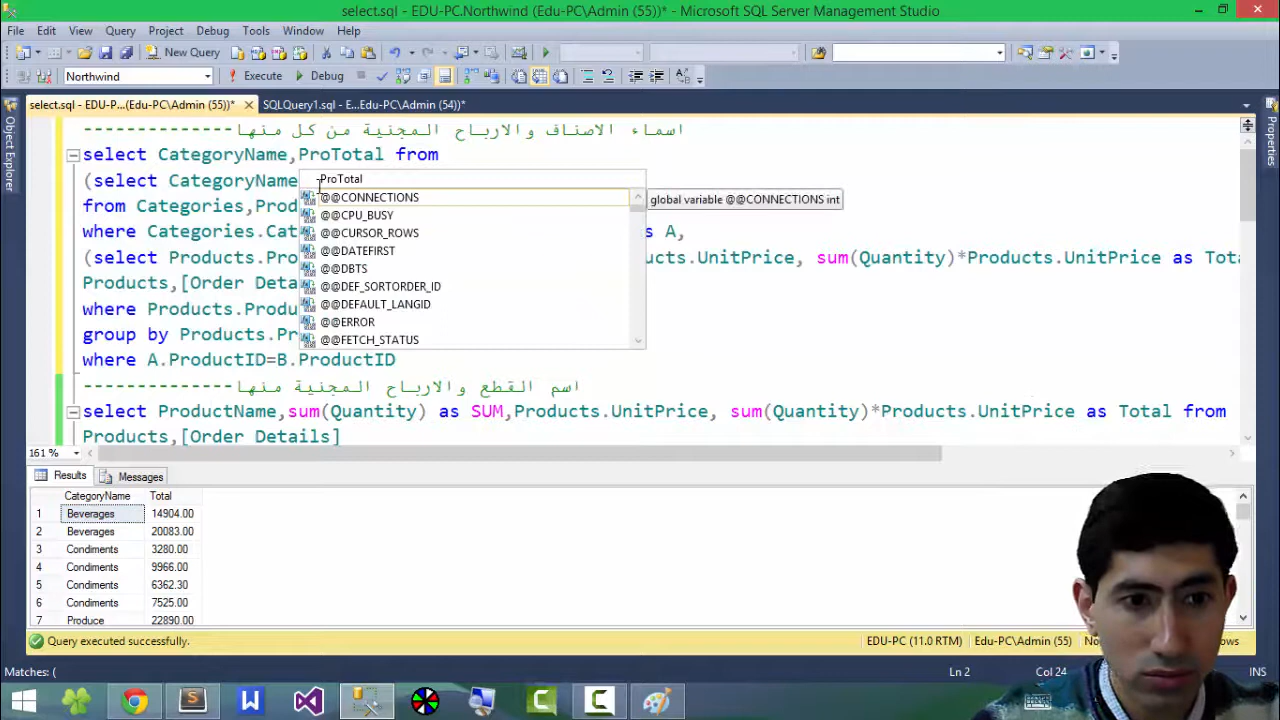 select.sql - EDU-PC.Northwind (Edu-PC\Admin (55))* - Microsoft SQL Server Management Studio
File Edit View Query Project Debug Tools Window Help
New Query
Northwind Execute Debug
select.sql - EDU-P...(Edu-PC\Admin (55))* SQLQuery1.sql - E...Edu-PC\Admin (54))*
Object Explorer
Properties
--------------اسماء الاصناف والارباح المجنية من كل منها
select CategoryName,ProTotal from
(select CategoryName
ProTotal
@@CONNECTIONS
global variable @@CONNECTIONS int
from Categories,Prod
@@CPU_BUSY
where Categories.Cat
@@CURSOR_ROWS
s A,
@@DATEFIRST
(select Products.Pro
cts.UnitPrice, sum(Quantity)*Products.UnitPrice as Tota
@@DBTS
@@DEF_SORTORDER_ID
where Products.Produ
@@DEFAULT_LANGID
@@ERROR
group by Products.Pr
@@FETCH_STATUS
where A.ProductID=B.ProductID
--------------اسم القطع والارباح المجنية منها
select ProductName,sum(Quantity) as SUM,Products.UnitPrice, sum(Quantity)*Products.UnitPrice as Total from
Products,[Order Details]
161 %
Results Messages
CategoryName Total
1 Beverages 14904.00
2 Beverages 20083.00
3 Condiments 3280.00
4 Condiments 9966.00
5 Condiments 6362.30
6 Condiments 7525.00
7 Produce 22890.00
Query executed successfully. EDU-PC (11.0 RTM) Edu-PC\Admin (55) No ows
Matches: ( Ln 2 Col 24 INS